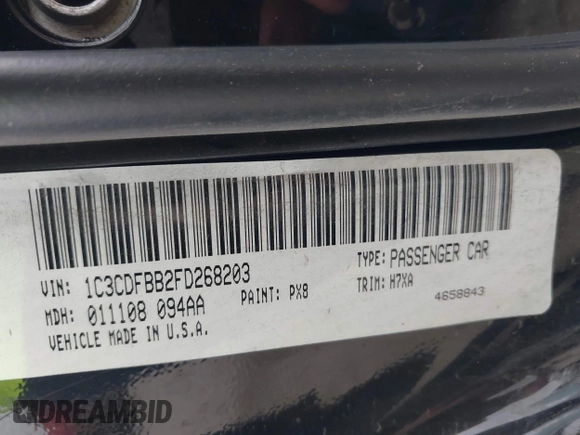 VIN: 1C3CDFBB2FD268203
TYPE: PASSENGER CAR
MDH: 011108 094AA
PAINT: PX8
TRIM: H7XA
4658843
VEHICLE MADE IN U.S.A.
DREAMBID